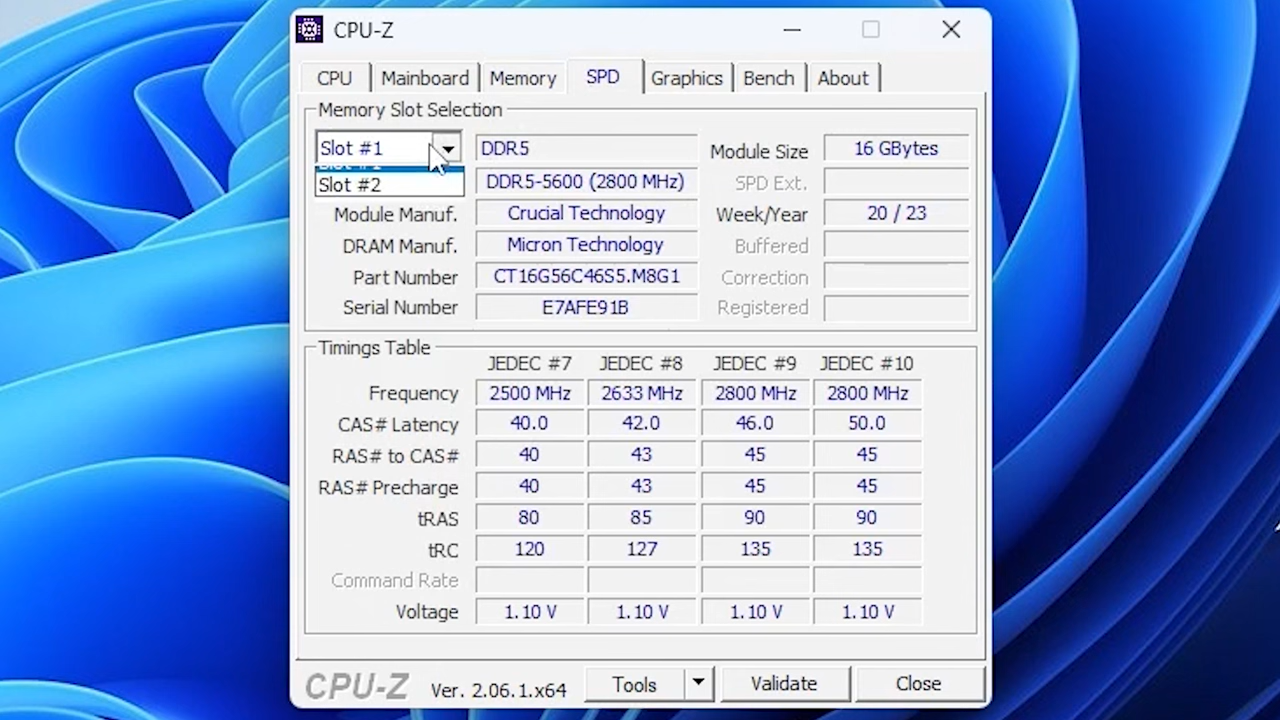 CPU-Z
CPU Mainboard Memory SPD Graphics Bench About
Memory Slot Selection
Slot #1 DDR5 Module Size 16 GBytes
Slot #1
Slot #2 DDR5-5600 (2800 MHz) SPD Ext.
Module Manuf. Crucial Technology Week/Year 20 / 23
DRAM Manuf. Micron Technology Buffered
Part Number CT16G56C46S5.M8G1 Correction
Serial Number E7AFE91B Registered
Timings Table
JEDEC #7 JEDEC #8 JEDEC #9 JEDEC #10
Frequency 2500 MHz 2633 MHz 2800 MHz 2800 MHz
CAS# Latency 40.0 42.0 46.0 50.0
RAS# to CAS# 40 43 45 45
RAS# Precharge 40 43 45 45
tRAS 80 85 90 90
tRC 120 127 135 135
Command Rate
Voltage 1.10 V 1.10 V 1.10 V 1.10 V
CPU-Z Ver. 2.06.1.x64 Tools Validate Close